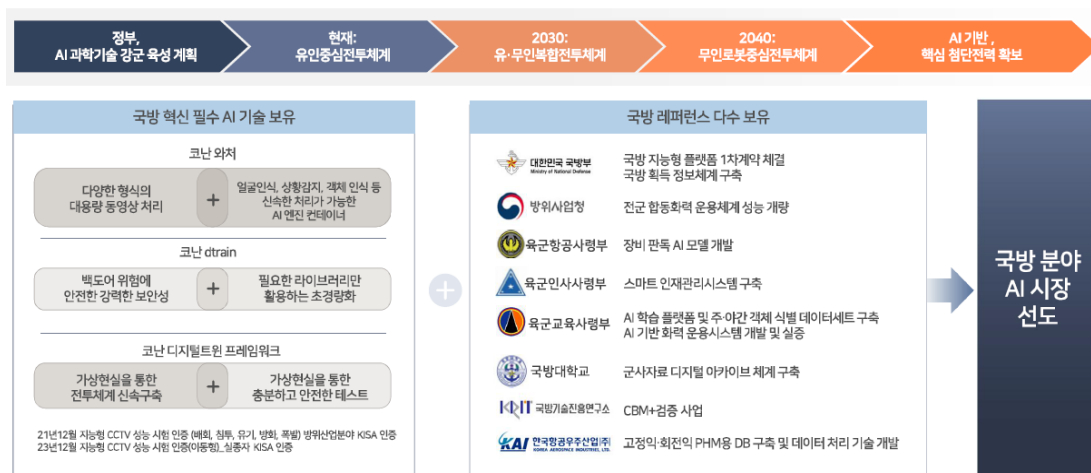 정부,
AI 과학기술 강군 육성 계획
현재:
유인중심전투체계
2030:
유·무인복합전투체계
2040:
무인로봇중심전투체계
AI 기반,
핵심 첨단전력 확보
국방 혁신 필수 AI 기술 보유
코난 와처
다양한 형식의
대용량 동영상 처리
+
얼굴인식, 상황감지, 객체 인식 등
신속한 처리가 가능한
AI 엔진 컨테이너
코난 dtrain
백도어 위험에
안전한 강력한 보안성
+
필요한 라이브러리만
활용하는 초경량화
코난 디지털트윈 프레임워크
가상현실을 통한
전투체계 신속구축
+
가상현실을 통한
충분하고 안전한 테스트
21년12월 지능형 CCTV 성능 시험 인증 (배회, 침투, 유기, 방화, 폭발) 방위산업분야 KISA 인증
23년12월 지능형 CCTV 성능 시험 인증(이동형)_실종자 KISA 인증
+
국방 레퍼런스 다수 보유
대한민국 국방부
Ministry of National Defense
국방 지능형 플랫폼 1차계약 체결
국방 획득 정보체계 구축
방위사업청
전군 합동화력 운용체계 성능 개량
육군항공사령부
장비 판독 AI 모델 개발
육군인사사령부
스마트 인재관리시스템 구축
육군교육사령부
AI 학습 플랫폼 및 주·야간 객체 식별 데이터세트 구축
AI 기반 화력 운용시스템 개발 및 실증
국방대학교
군사자료 디지털 아카이브 체계 구축
KRIT 국방기술진흥연구소
CBM+검증 사업
KAI 한국항공우주산업(주)
KOREA AEROSPACE INDUSTRIES, LTD.
고정익·회전익 PHM용 DB 구축 및 데이터 처리 기술 개발
국방 분야
AI 시장
선도